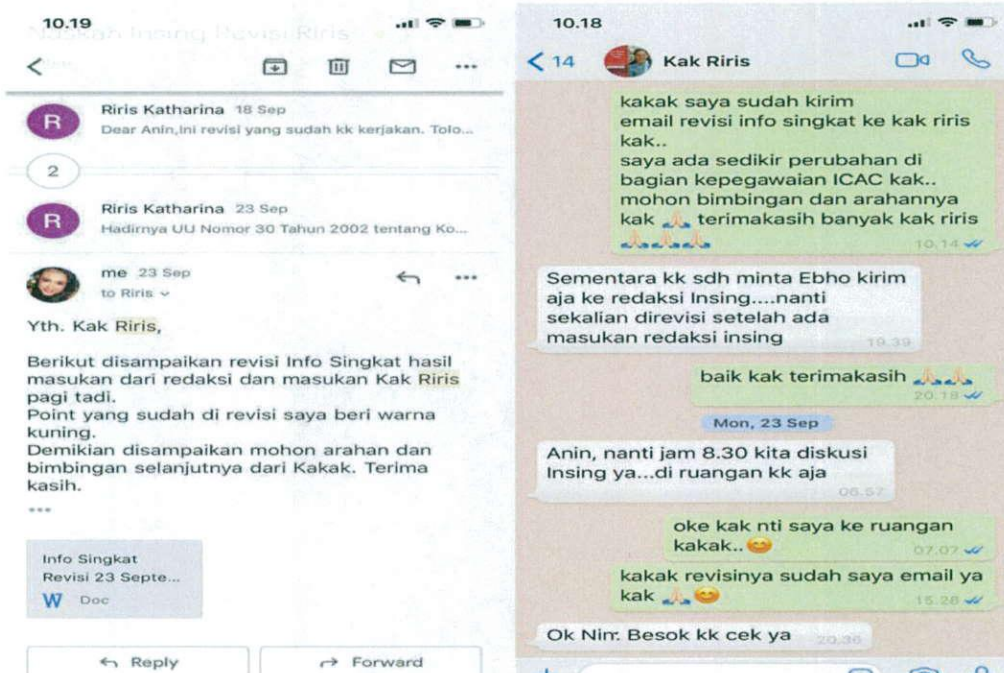 10.19
Naskah Insing Revisi Riris
R
Riris Katharina 18 Sep
Dear Anin,Ini revisi yang sudah kk kerjakan. Tolo...
2
R
Riris Katharina 23 Sep
Hadirnya UU Nomor 30 Tahun 2002 tentang Ko...
me 23 Sep
to Riris
Yth. Kak Riris,
Berikut disampaikan revisi Info Singkat hasil
masukan dari redaksi dan masukan Kak Riris
pagi tadi.
Point yang sudah di revisi saya beri warna
kuning.
Demikian disampaikan mohon arahan dan
bimbingan selanjutnya dari Kakak. Terima
kasih.
Info Singkat
Revisi 23 Septe...
W Doc
Reply
Forward
10.18
14
Kak Riris
kakak saya sudah kirim
email revisi info singkat ke kak riris
kak..
saya ada sedikir perubahan di
bagian kepegawaian ICAC kak..
mohon bimbingan dan arahannya
kak 🙏 terimakasih banyak kak riris
🙏🙏🙏
10.14
Sementara kk sdh minta Ebho kirim
aja ke redaksi Insing....nanti
sekalian direvisi setelah ada
masukan redaksi insing
19.39
baik kak terimakasih 🙏🙏
20.18
Mon, 23 Sep
Anin, nanti jam 8.30 kita diskusi
Insing ya...di ruangan kk aja
06.57
oke kak nti saya ke ruangan
kakak.. 😊
07.07
kakak revisinya sudah saya email ya
kak 🙏😊
15.28
Ok Nin. Besok kk cek ya
20.36